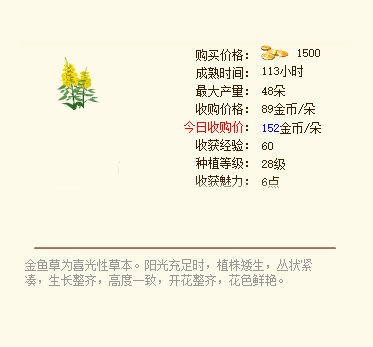 购买价格： 1500
成熟时间： 113小时
最大产量： 48朵
收购价格： 89金币/朵
今日收购价： 152金币/朵
收获经验： 60
种植等级： 28级
收获魅力： 6点
金鱼草为喜光性草本。阳光充足时，植株矮生，丛状紧
凑，生长整齐，高度一致，开花整齐，花色鲜艳。